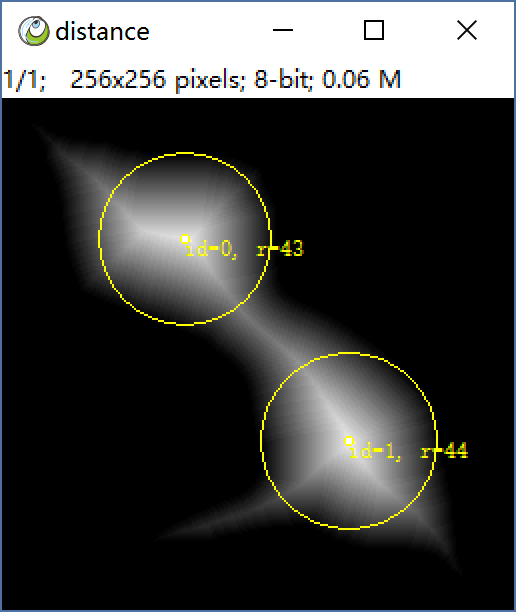 distance
1/1; 256x256 pixels; 8-bit; 0.06 M
id=0, r=43
id=1, r=44